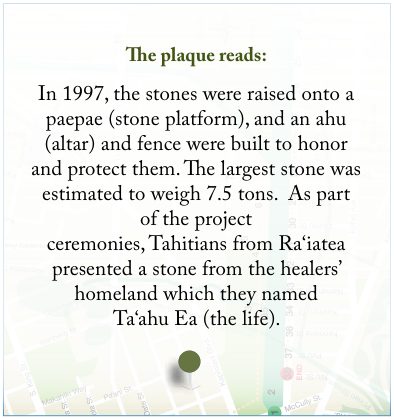 The plaque reads:
In 1997, the stones were raised onto a
paepae (stone platform), and an ahu
(altar) and fence were built to honor
and protect them. The largest stone was
estimated to weigh 7.5 tons.  As part
of the project
ceremonies, Tahitians from Ra‘iatea
presented a stone from the healers’
homeland which they named
Ta‘ahu Ea (the life).
McCully St
2